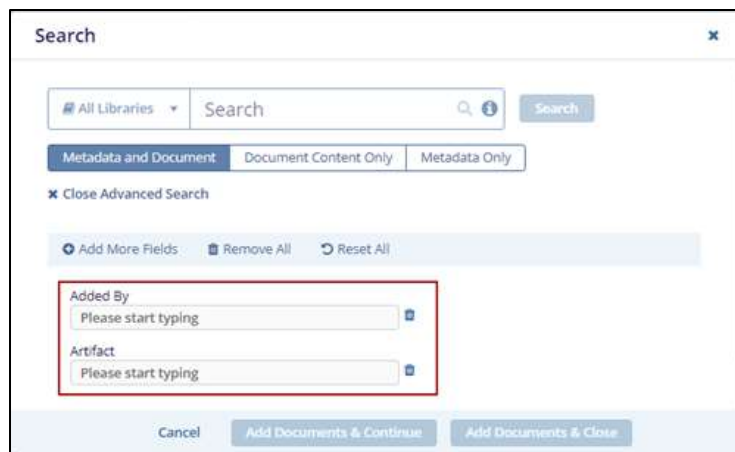 Search
All Libraries Search Search
Metadata and Document Document Content Only Metadata Only
Close Advanced Search
Add More Fields Remove All Reset All
Added By
Please start typing
Artifact
Please start typing
Cancel Add Documents & Continue Add Documents & Close